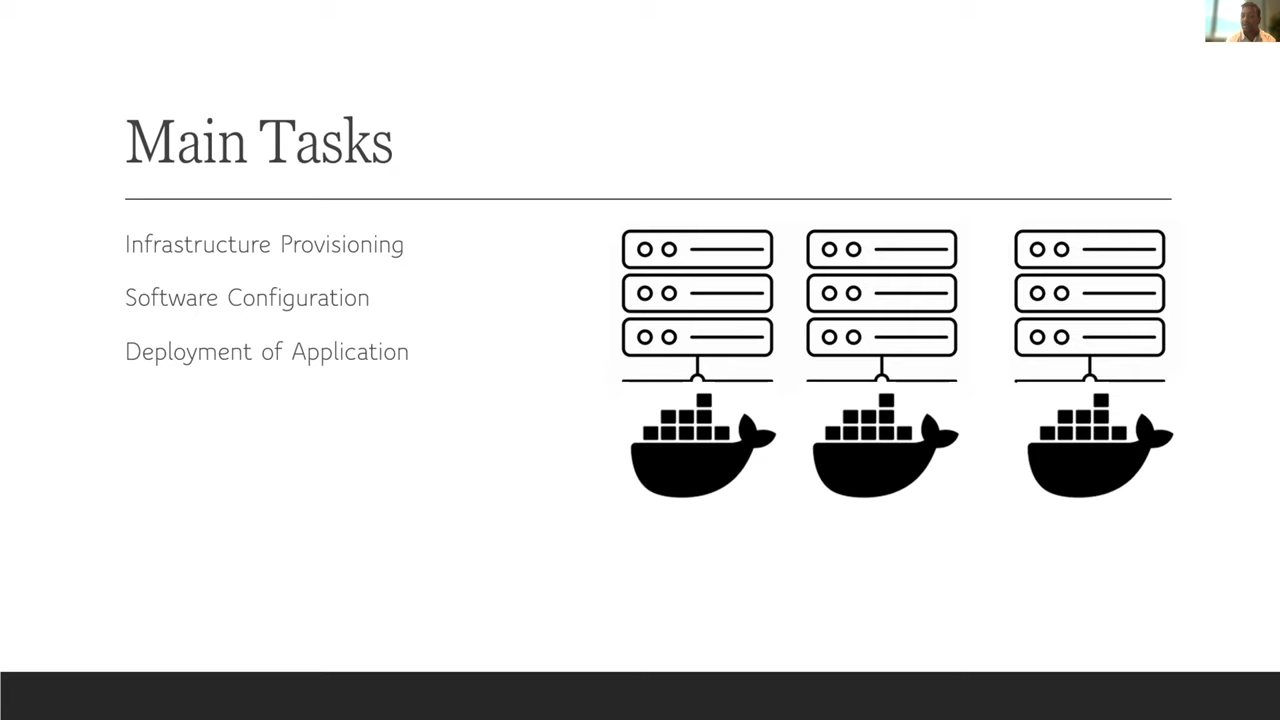 Main Tasks
Infrastructure Provisioning
Software Configuration
Deployment of Application